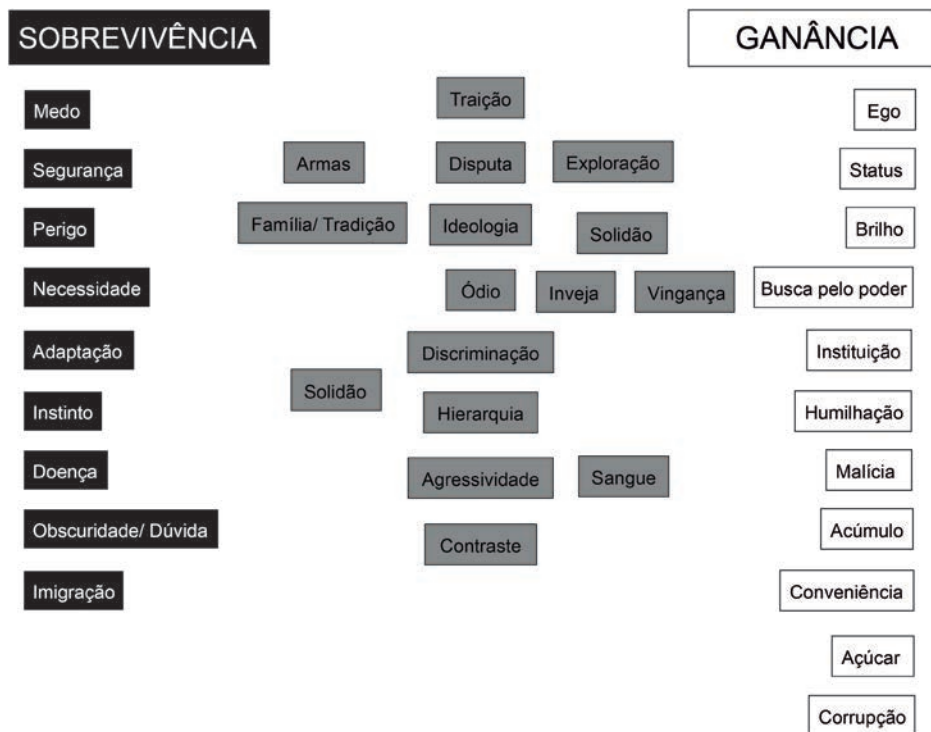 SOBREVIVÊNCIA
GANÂNCIA
Medo
Traição
Ego
Segurança
Armas
Disputa
Exploração
Status
Perigo
Família/ Tradição
Ideologia
Solidão
Brilho
Necessidade
Ódio
Inveja
Vingança
Busca pelo poder
Adaptação
Discriminação
Instituição
Solidão
Instinto
Hierarquia
Humilhação
Doença
Agressividade
Sangue
Malícia
Obscuridade/ Dúvida
Contraste
Acúmulo
Imigração
Conveniência
Açúcar
Corrupção